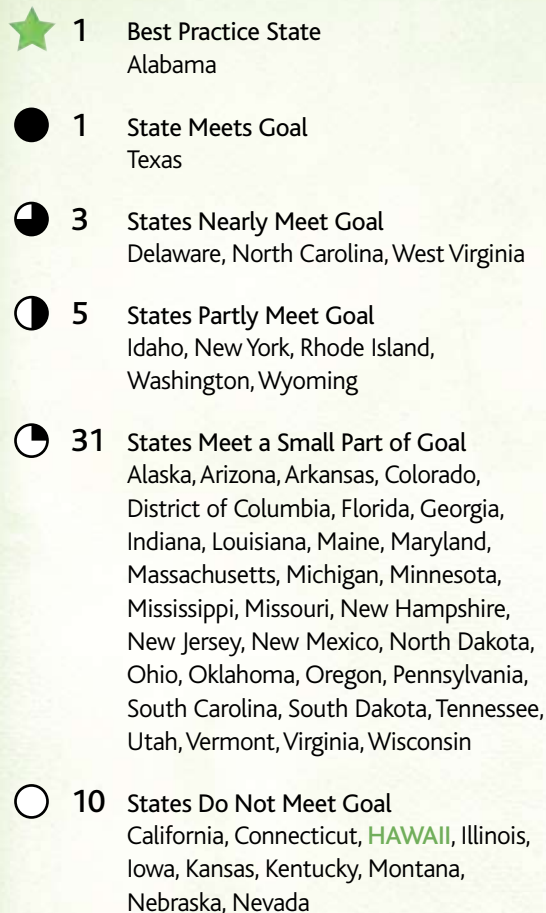 1 Best Practice State
Alabama
1 State Meets Goal
Texas
3 States Nearly Meet Goal
Delaware, North Carolina, West Virginia
5 States Partly Meet Goal
Idaho, New York, Rhode Island,
Washington, Wyoming
31 States Meet a Small Part of Goal
Alaska, Arizona, Arkansas, Colorado,
District of Columbia, Florida, Georgia,
Indiana, Louisiana, Maine, Maryland,
Massachusetts, Michigan, Minnesota,
Mississippi, Missouri, New Hampshire,
New Jersey, New Mexico, North Dakota,
Ohio, Oklahoma, Oregon, Pennsylvania,
South Carolina, South Dakota, Tennessee,
Utah, Vermont, Virginia, Wisconsin
10 States Do Not Meet Goal
California, Connecticut, HAWAII, Illinois,
Iowa, Kansas, Kentucky, Montana,
Nebraska, Nevada